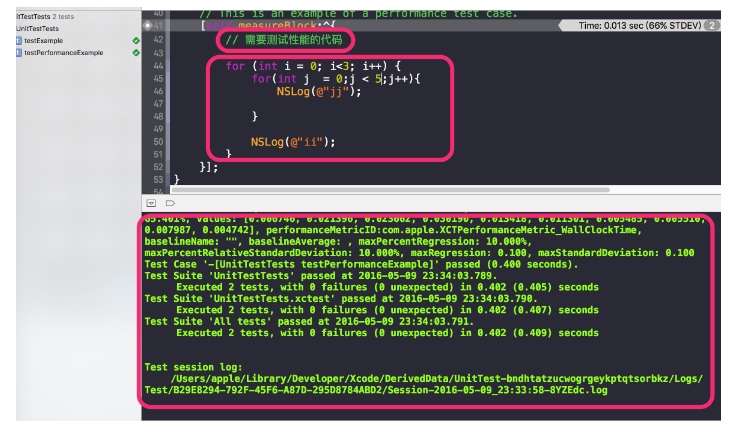 itTestTests 2 tests
UnitTestTests
testExample
testPerformanceExample
40 // This is an example of a performance test case.
41 measureBlock:^{
Time: 0.013 sec (66% STDEV) 2
42 // 需要测试性能的代码
43
44 for (int i = 0; i<3; i++) {
45 for(int j = 0;j < 5;j++){
46 NSLog(@"jj");
47
48 }
49
50 NSLog(@"ii");
51 }
52 }];
53 }
54
65.401%, values: [0.006746, 0.021396, 0.023602, 0.030190, 0.013418, 0.011301, 0.005485, 0.005510,
0.007987, 0.004742], performanceMetricID:com.apple.XCTPerformanceMetric_WallClockTime,
baselineName: "", baselineAverage: , maxPercentRegression: 10.000%,
maxPercentRelativeStandardDeviation: 10.000%, maxRegression: 0.100, maxStandardDeviation: 0.100
Test Case '-[UnitTestTests testPerformanceExample]' passed (0.400 seconds).
Test Suite 'UnitTestTests' passed at 2016-05-09 23:34:03.789.
Executed 2 tests, with 0 failures (0 unexpected) in 0.402 (0.405) seconds
Test Suite 'UnitTestTests.xctest' passed at 2016-05-09 23:34:03.790.
Executed 2 tests, with 0 failures (0 unexpected) in 0.402 (0.407) seconds
Test Suite 'All tests' passed at 2016-05-09 23:34:03.791.
Executed 2 tests, with 0 failures (0 unexpected) in 0.402 (0.409) seconds
Test session log:
/Users/apple/Library/Developer/Xcode/DerivedData/UnitTest-bndhtatzucwogrgeykptqtsorbkz/Logs/
Test/B29E8294-792F-45F6-A87D-295D8784ABD2/Session-2016-05-09_23:33:58-8YZEdc.log